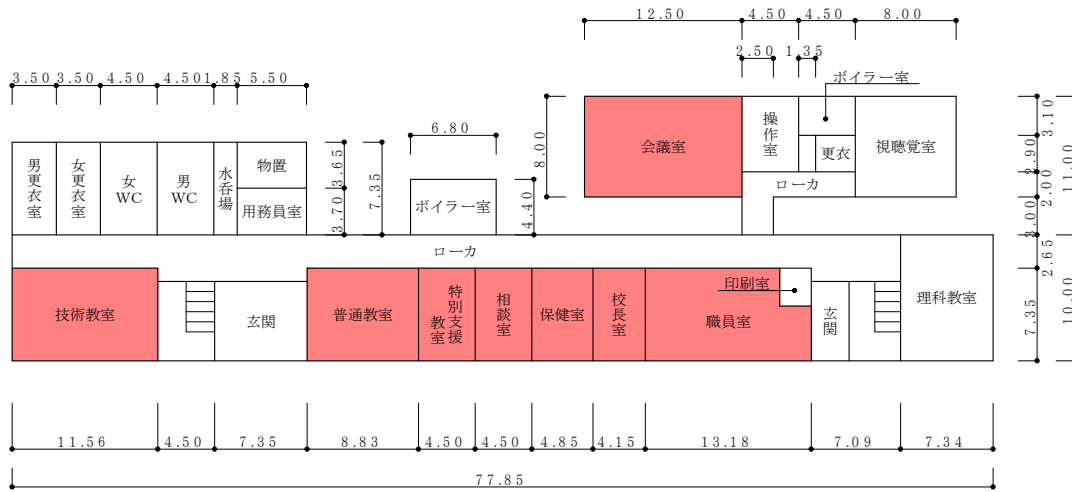 12.50 4.50 4.50 8.00
2.50 1.35
ボイラー室
3.50 3.50 4.50 4.50 1.85 5.50
6.80
男更衣室
女更衣室
女WC
男WC
水呑場
物置
用務員室
3.65
3.70
7.35
ボイラー室
4.40
8.00
会議室
操作室
更衣
視聴覚室
ローカ
3.10
2.90
2.00
3.00
11.00
ローカ
2.65
7.35
10.00
技術教室
玄関
普通教室
特別支援
教室
相談室
保健室
校長室
職員室
印刷室
玄関
理科教室
11.56 4.50 7.35 8.83 4.50 4.50 4.85 4.15 13.18 7.09 7.34
77.85